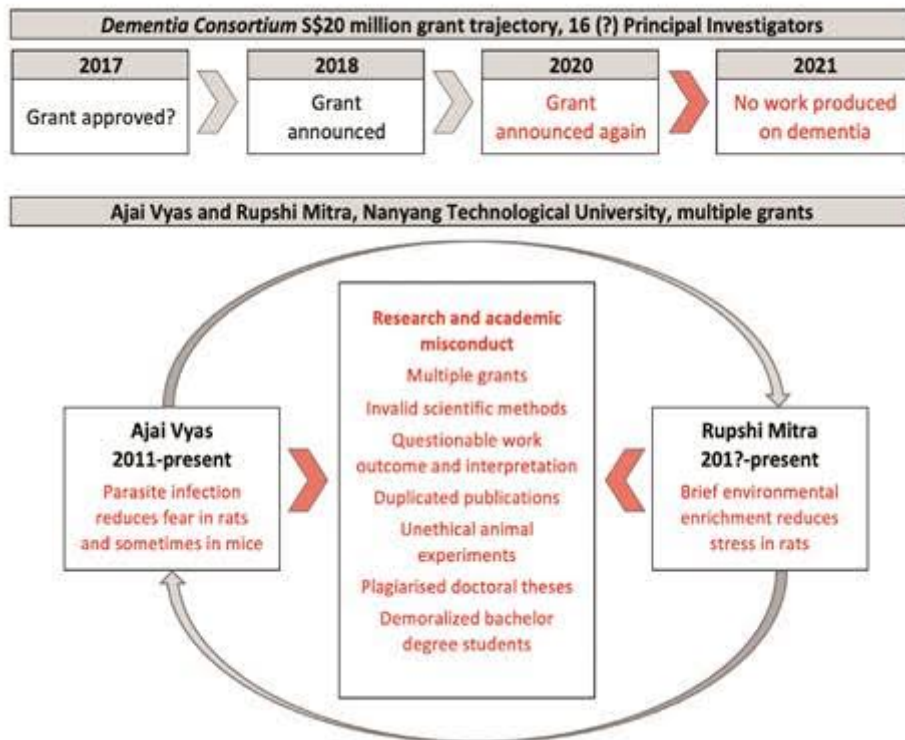 Dementia Consortium S$20 million grant trajectory, 16 (?) Principal Investigators
2017
Grant approved?
2018
Grant
announced
2020
Grant
announced again
2021
No work produced
on dementia
Ajai Vyas and Rupshi Mitra, Nanyang Technological University, multiple grants
Ajai Vyas
2011-present
Parasite infection
reduces fear in rats
and sometimes in mice
Research and academic
misconduct
Multiple grants
Invalid scientific methods
Questionable work
outcome and interpretation
Duplicated publications
Unethical animal
experiments
Plagiarised doctoral theses
Demoralized bachelor
degree students
Rupshi Mitra
201?-present
Brief environmental
enrichment reduces
stress in rats